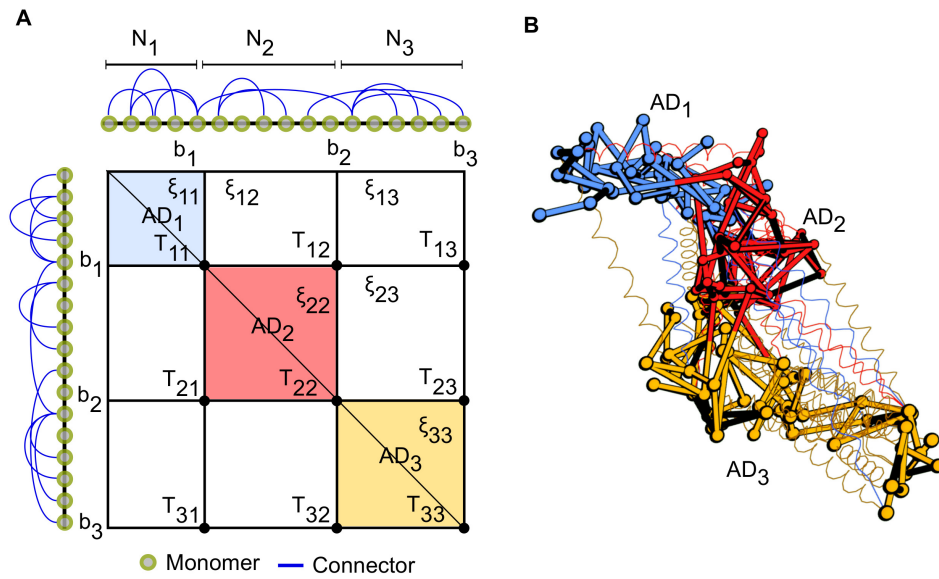 A
N1 N2 N3
b1 b2 b3
ξ11 ξ12 ξ13
AD1
T11 T12 T13
b1
ξ22 ξ23
AD2
T21 T22 T23
b2
ξ33
AD3
T31 T32 T33
b3
Monomer Connector
B
AD1
AD2
AD3